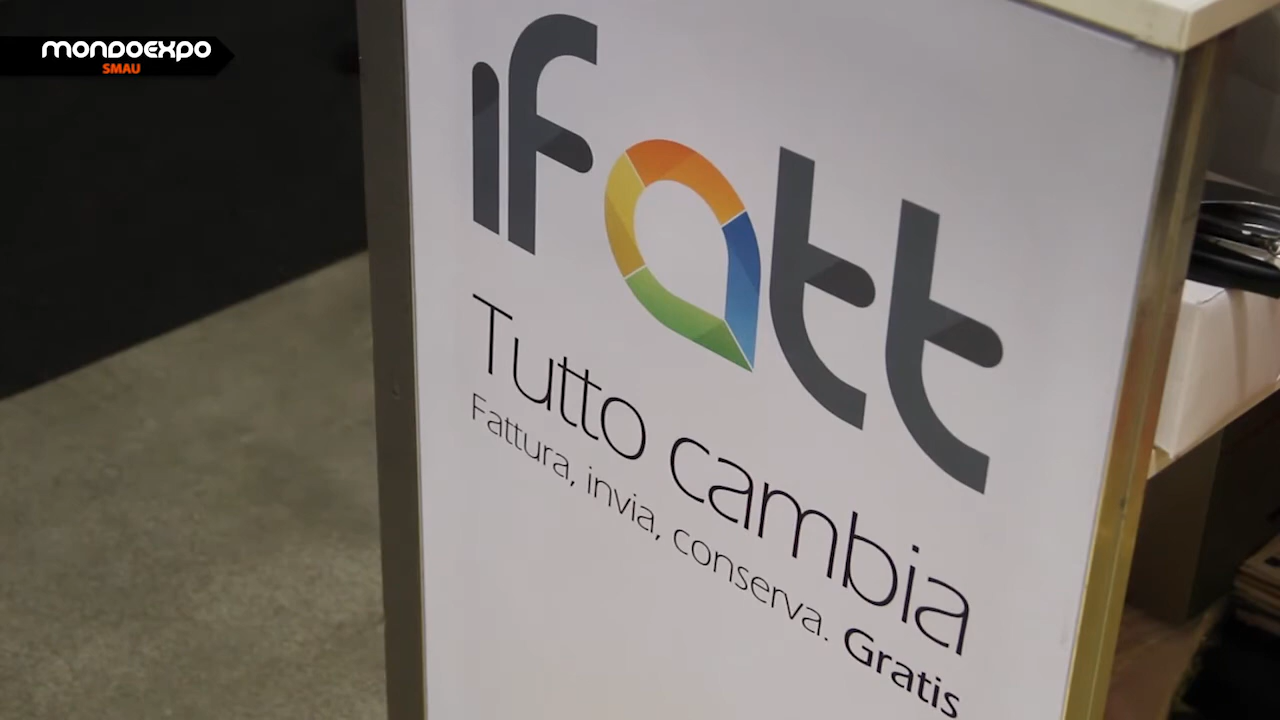 MONDOEXPO
SMAU
ifatt
Tutto cambia
Fattura, invia, conserva. Gratis